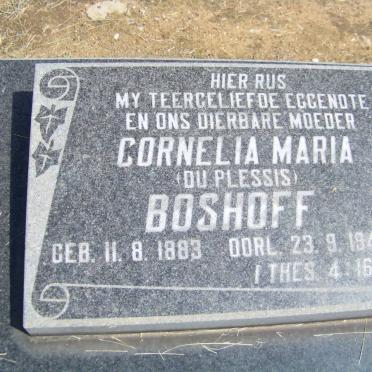 HIER RUS
MY TEERGELIEFDE EGGENOTE
EN ONS DIERBARE MOEDER
CORNELIA MARIA
(DU PLESSIS)
BOSHOFF
GEB. 11. 8. 1883 OORL. 23. 9.
I THES. 4:16